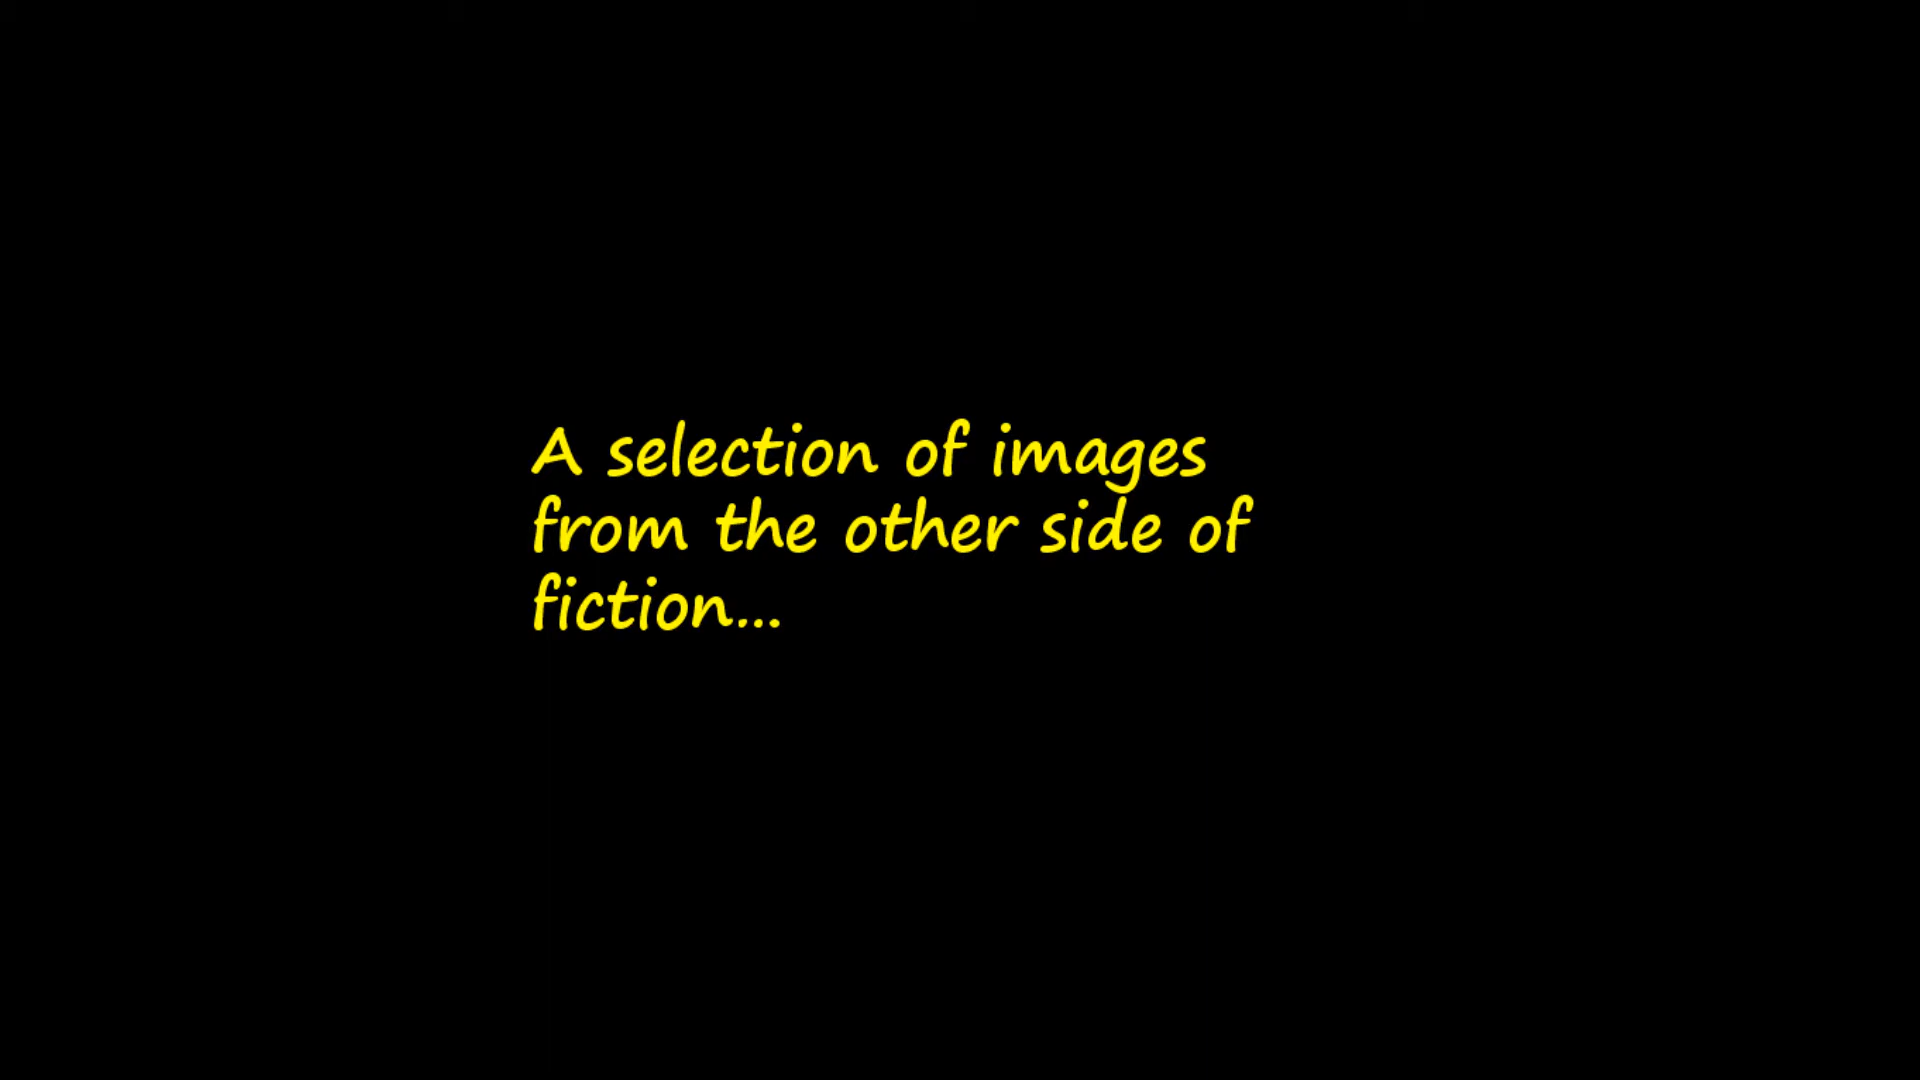 A selection of images
from the other side of
fiction...